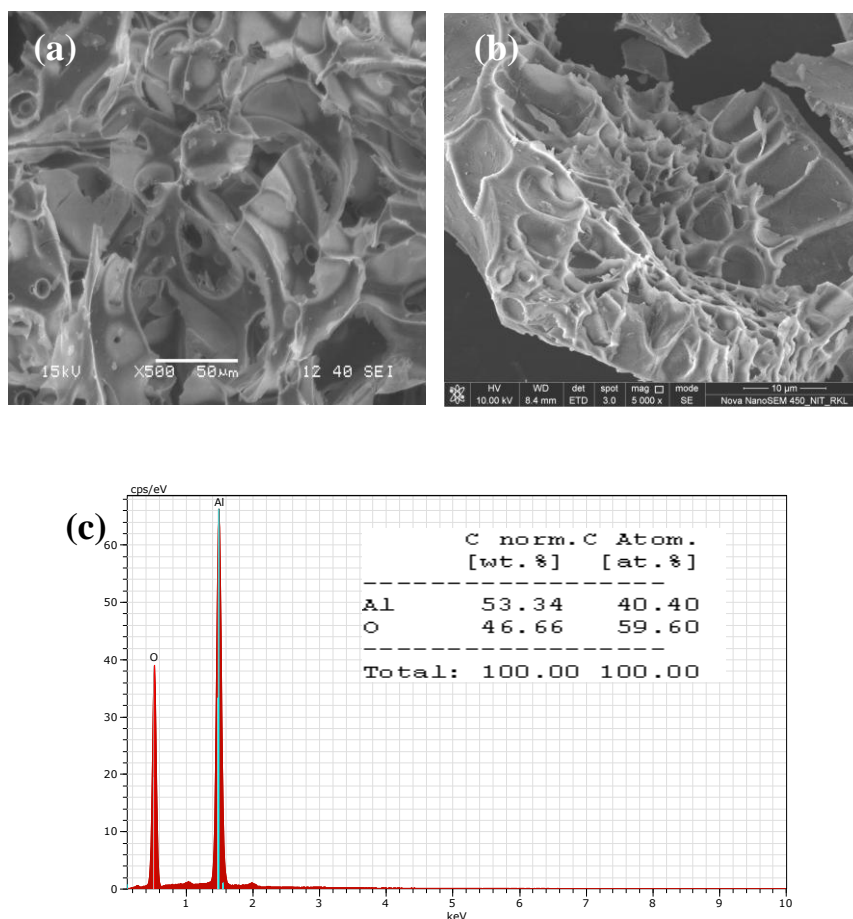 (a)
15kV X500 50µm 12 40 SEI
(b)
HV WD det spot mag □ mode
10.00 kV 8.4 mm ETD 3.0 5 000 x SE
10 µm
Nova NanoSEM 450_NIT_RKL
cps/eV
(c)
Al
O
60
50
40
30
20
10
0
1 2 3 4 5 6 7 8 9 10
keV
C norm. C Atom.
[wt.%] [at.%]
--------------------
Al 53.34 40.40
O 46.66 59.60
--------------------
Total: 100.00 100.00